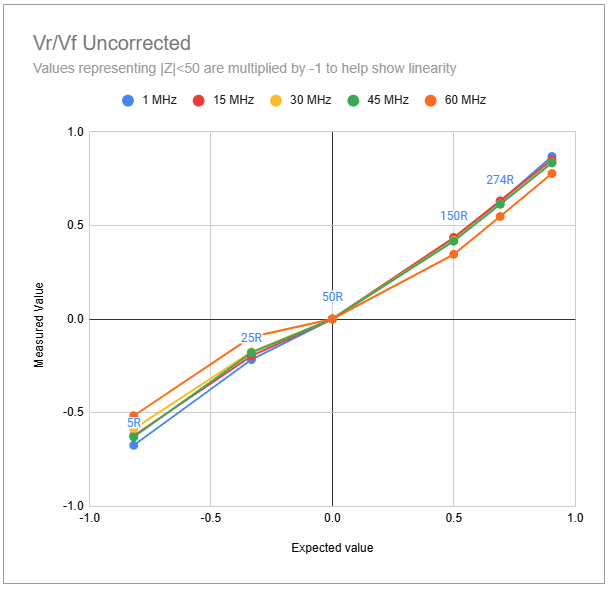 Vr/Vf Uncorrected
Values representing |Z|<50 are multiplied by -1 to help show linearity
1 MHz 15 MHz 30 MHz 45 MHz 60 MHz
1.0
274R
150R
0.5
50R
Measured Value
0.0
25R
-0.5
5R
-1.0
-1.0 -0.5 0.0 0.5 1.0
Expected value